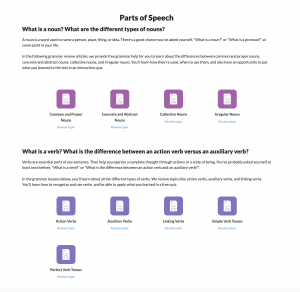 Parts of Speech
What is a noun? What are the different types of nouns?
A noun is a word used to name a person, place, thing, or idea. There's a good chance you've asked yourself, "What is a noun?" or "What is a pronoun?" at
some point in your life.
In the following grammar review articles, we provide free grammar help for you to learn about the difference between common and proper nouns,
concrete and abstract nouns, collective nouns, and irregular nouns. You'll learn how they're used, when to use them, and also have an opportunity to put
what you learned to the test in an interactive quiz.
Common and Proper Nouns
Review topic
Concrete and Abstract Nouns
Review topic
Collective Nouns
Review topic
Irregular Nouns
Review topic
What is a verb? What is the difference between an action verb versus an auxiliary verb?
Verbs are essential parts of any sentence. They help you express complete thought through actions or a state of being. You've probably asked yourself at
least once before, "What is a verb?" or "What is the difference between an action verb and an auxiliary verb?".
In the grammar lessons below, you'll learn about all the different types of verbs. We review topics like action verbs, auxiliary verbs, and linking verbs.
You'll learn how to recognize and use verbs, and be able to apply what you learned in a free quiz.
Action Verbs
Review topic
Auxiliary Verbs
Review topic
Linking Verbs
Review topic
Simple Verb Tenses
Review topic
Perfect Verb Tenses
Review topic